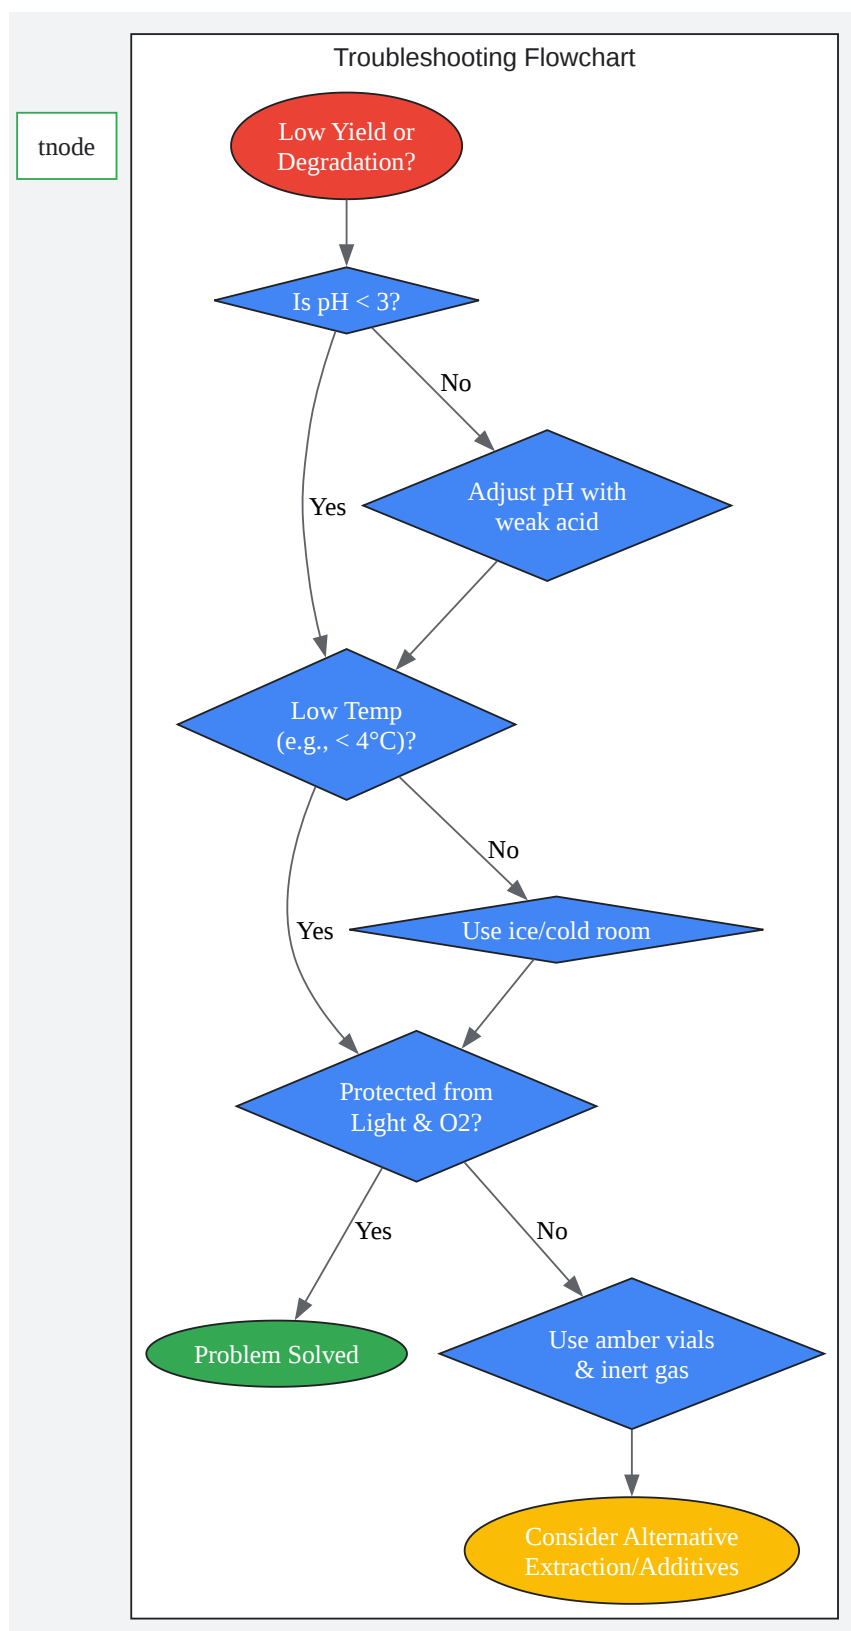 Troubleshooting Flowchart
tnode
Low Yield or
Degradation?
Is pH < 3?
No
Yes
Adjust pH with
weak acid
Low Temp
(e.g., < 4°C)?
No
Yes
Use ice/cold room
Protected from
Light & O2?
Yes
No
Problem Solved
Use amber vials
& inert gas
Consider Alternative
Extraction/Additives